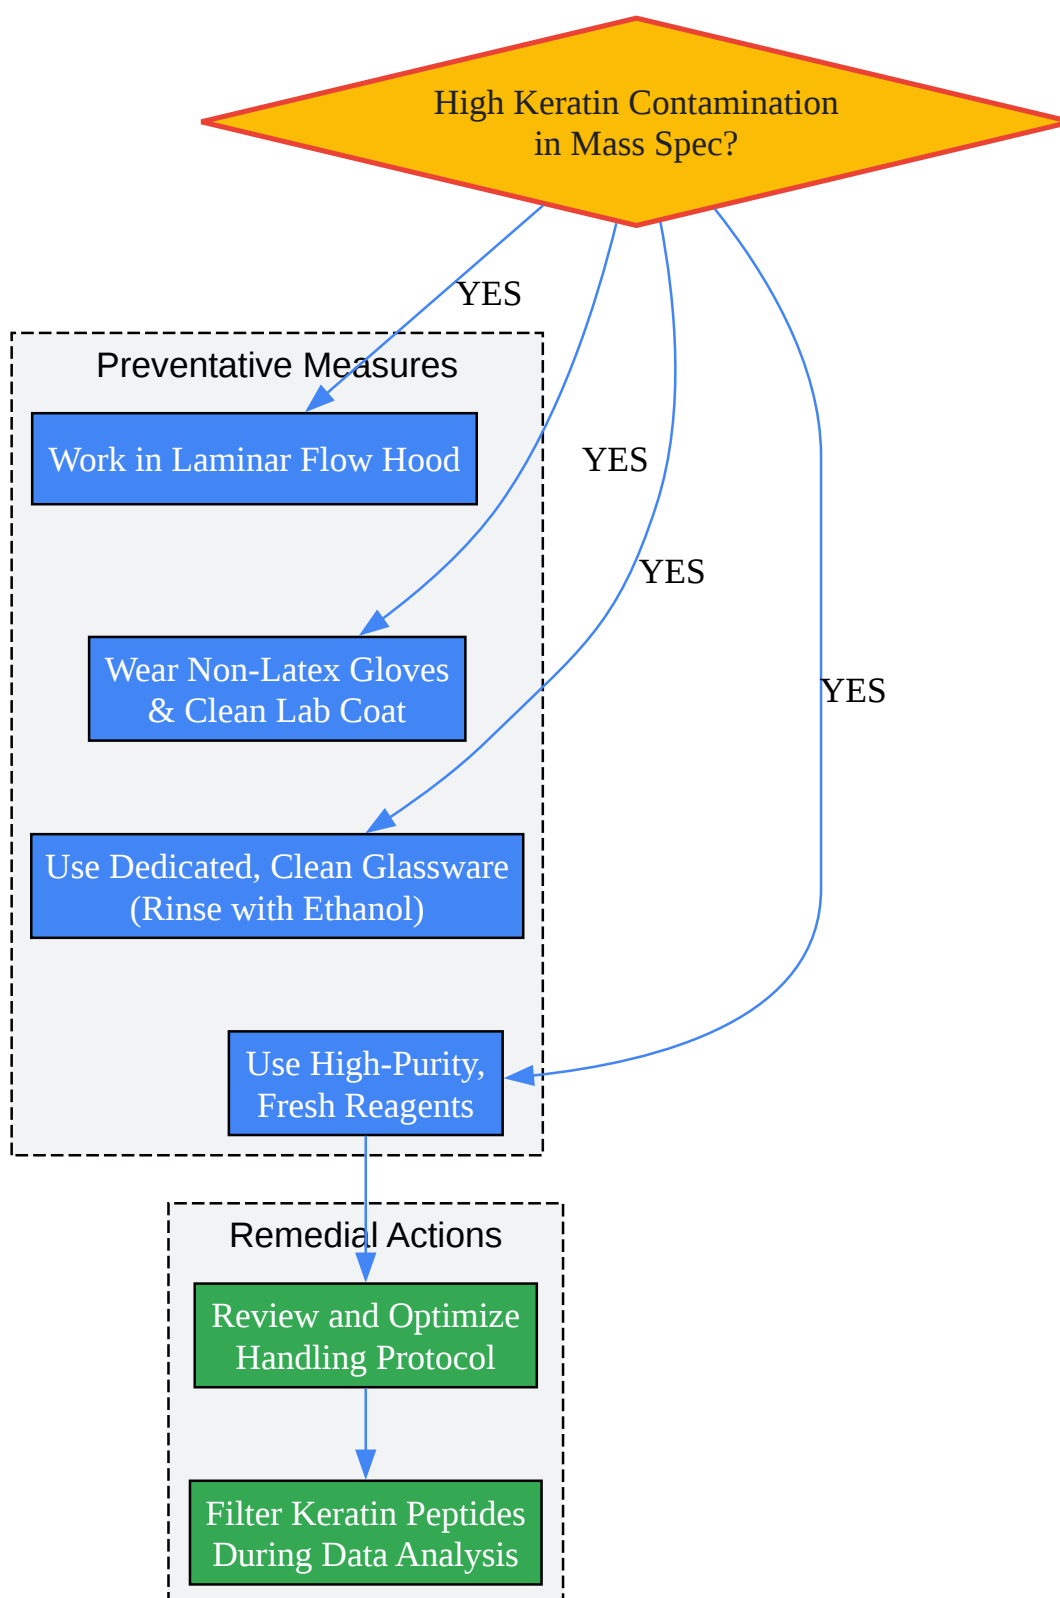 High Keratin Contamination
in Mass Spec?
YES
Preventative Measures
Work in Laminar Flow Hood
YES
YES
Wear Non-Latex Gloves
& Clean Lab Coat
YES
Use Dedicated, Clean Glassware
(Rinse with Ethanol)
Use High-Purity,
Fresh Reagents
Remedial Actions
Review and Optimize
Handling Protocol
Filter Keratin Peptides
During Data Analysis